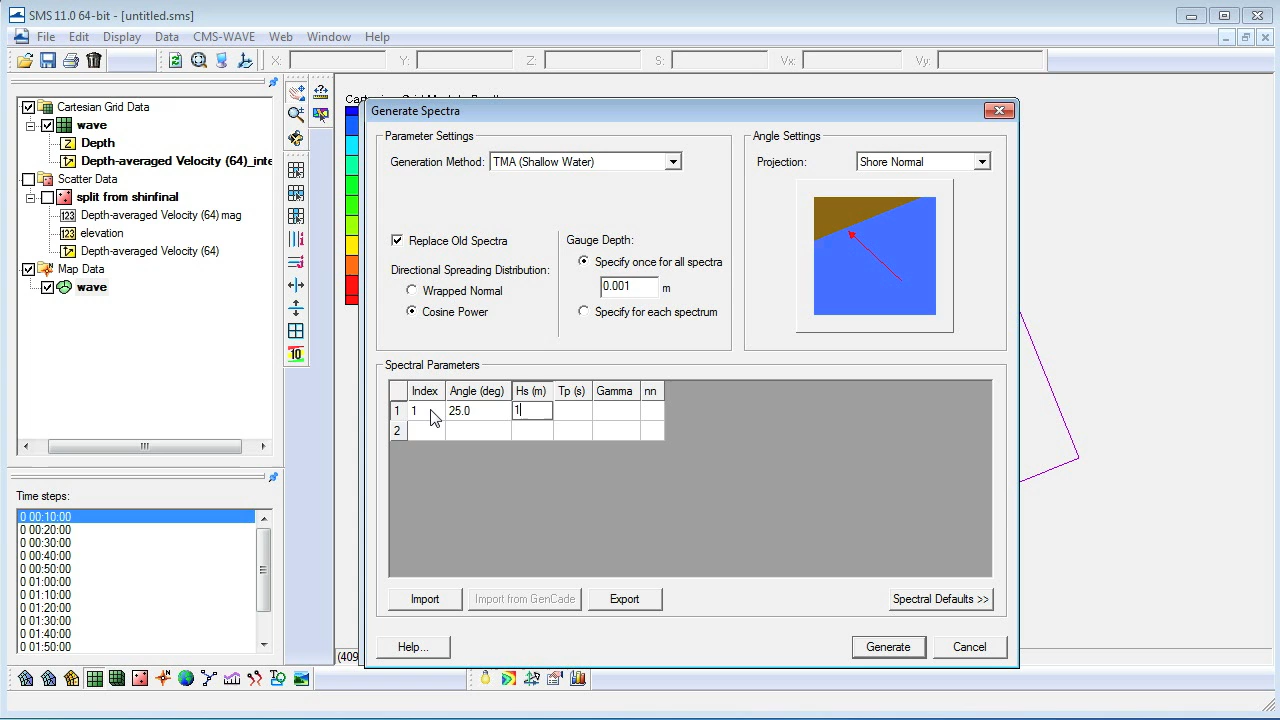 SMS 11.0 64-bit - [untitled.sms]
File Edit Display Data CMS-WAVE Web Window Help
X: Y: Z: S: Vx: Vy:
Cartesian Grid Data
wave
Depth
Depth-averaged Velocity (64)_inte
Scatter Data
split from shinfinal
Depth-averaged Velocity (64) mag
elevation
Depth-averaged Velocity (64)
Map Data
wave
Time steps:
0 00:10:00
0 00:20:00
0 00:30:00
0 00:40:00
0 00:50:00
0 01:00:00
0 01:10:00
0 01:20:00
0 01:30:00
0 01:40:00
0 01:50:00
10
(409
Generate Spectra
Parameter Settings
Generation Method: TMA (Shallow Water)
Replace Old Spectra
Directional Spreading Distribution:
Wrapped Normal
Cosine Power
Gauge Depth:
Specify once for all spectra
0.001 m
Specify for each spectrum
Angle Settings
Projection: Shore Normal
Spectral Parameters
Index Angle (deg) Hs (m) Tp (s) Gamma nn
1 1 25.0 1
2
Import Import from GenCade Export Spectral Defaults >>
Help... Generate Cancel